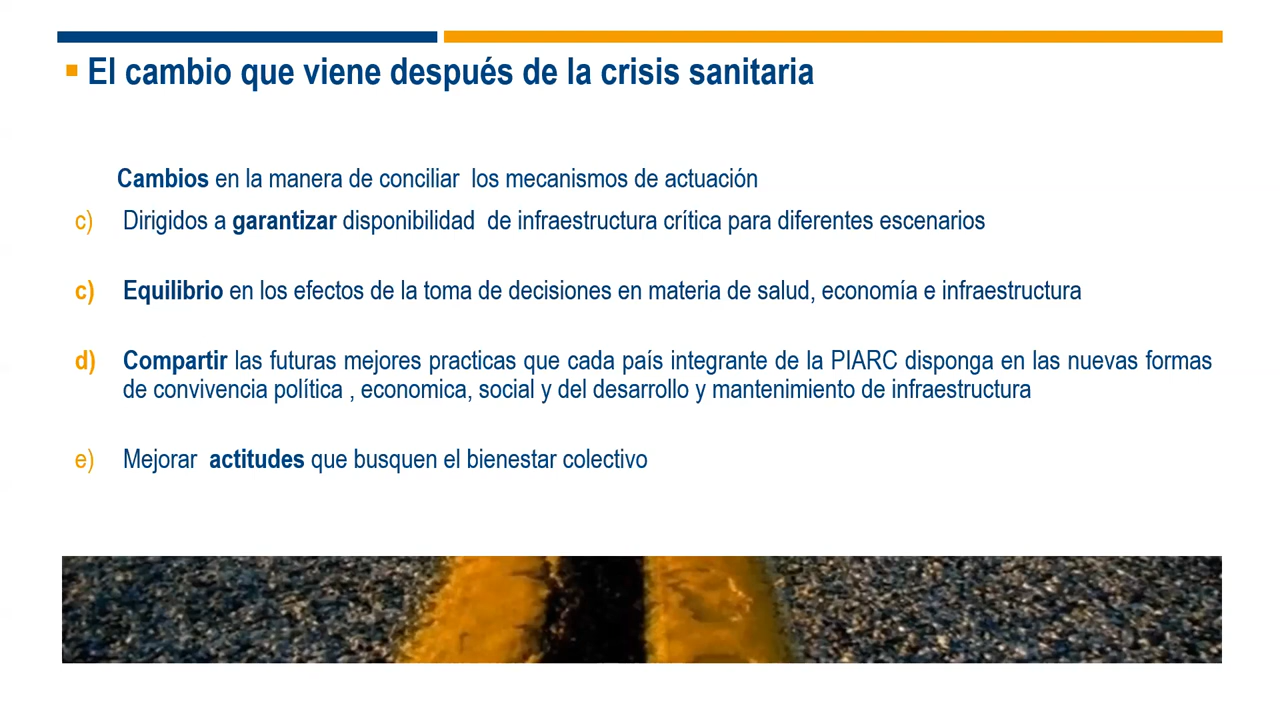 El cambio que viene después de la crisis sanitaria
Cambios en la manera de conciliar los mecanismos de actuación
c) Dirigidos a garantizar disponibilidad de infraestructura crítica para diferentes escenarios
c) Equilibrio en los efectos de la toma de decisiones en materia de salud, economía e infraestructura
d) Compartir las futuras mejores practicas que cada país integrante de la PIARC disponga en las nuevas formas
de convivencia política , economica, social y del desarrollo y mantenimiento de infraestructura
e) Mejorar actitudes que busquen el bienestar colectivo